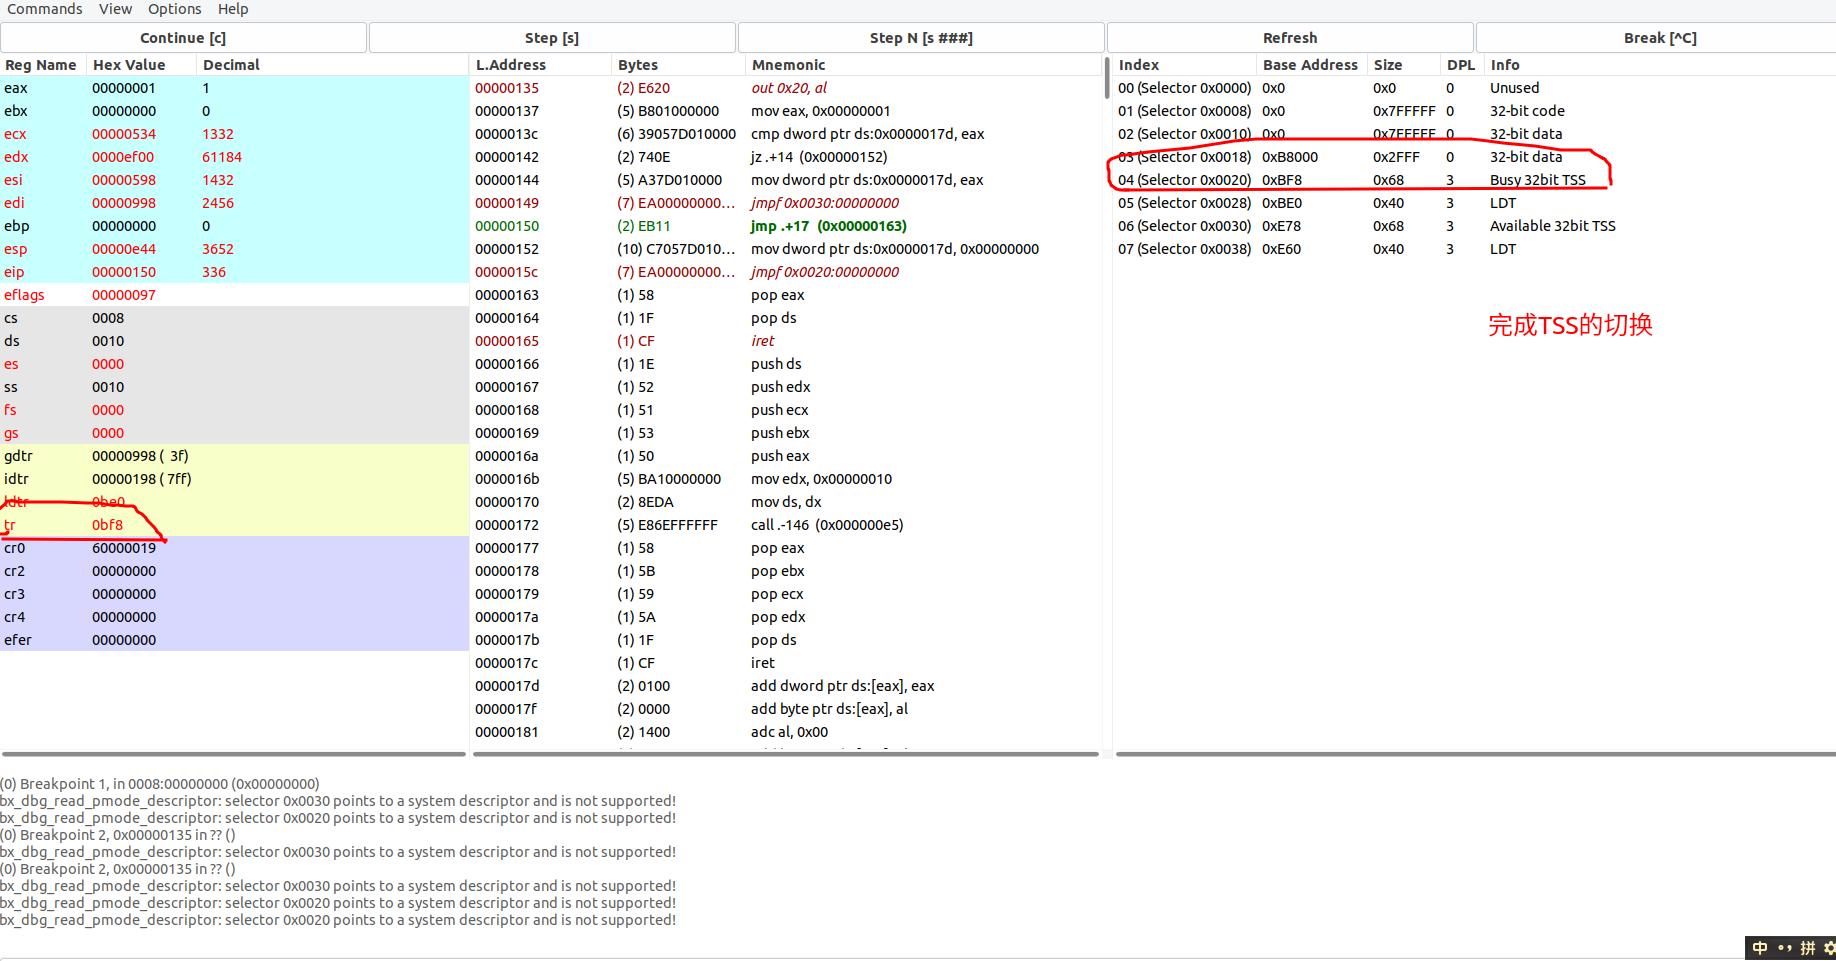 Commands View Options Help
Continue [c] Step [s] Step N [s ###] Refresh Break [^C]
Reg Name Hex Value Decimal L.Address Bytes Mnemonic Index Base Address Size DPL Info
eax 00000001 1 00000135 (2) E620 out 0x20, al 00 (Selector 0x0000) 0x0 0x0 0 Unused
ebx 00000000 0 00000137 (5) B801000000 mov eax, 0x00000001 01 (Selector 0x0008) 0x0 0x7FFFFF 0 32-bit code
ecx 00000534 1332 0000013c (6) 39057D010000 cmp dword ptr ds:0x0000017d, eax 02 (Selector 0x0010) 0x0 0x7FFFFF 0 32-bit data
edx 0000ef00 61184 00000142 (2) 740E jz .+14 (0x00000152) 03 (Selector 0x0018) 0xB8000 0x2FFF 0 32-bit data
esi 00000598 1432 00000144 (5) A37D010000 mov dword ptr ds:0x0000017d, eax 04 (Selector 0x0020) 0xBF8 0x68 3 Busy 32bit TSS
edi 00000998 2456 00000149 (7) EA00000000... jmpf 0x0030:00000000 05 (Selector 0x0028) 0xBE0 0x40 3 LDT
ebp 00000000 0 00000150 (2) EB11 jmp .+17 (0x00000163) 06 (Selector 0x0030) 0xE78 0x68 3 Available 32bit TSS
esp 00000e44 3652 00000152 (10) C7057D010... mov dword ptr ds:0x0000017d, 0x00000000 07 (Selector 0x0038) 0xE60 0x40 3 LDT
eip 00000150 336 0000015c (7) EA00000000... jmpf 0x0020:00000000
eflags 00000097 00000163 (1) 58 pop eax
cs 0008 00000164 (1) 1F pop ds 完成TSS的切换
ds 0010 00000165 (1) CF iret
es 0000 00000166 (1) 1E push ds
ss 0010 00000167 (1) 52 push edx
fs 0000 00000168 (1) 51 push ecx
gs 0000 00000169 (1) 53 push ebx
gdtr 00000998 ( 3f) 0000016a (1) 50 push eax
idtr 00000198 ( 7ff) 0000016b (5) BA10000000 mov edx, 0x00000010
ldtr 0be0 00000170 (2) 8EDA mov ds, dx
tr 0bf8 00000172 (5) E86EFFFFFF call .-146 (0x000000e5)
cr0 60000019 00000177 (1) 58 pop eax
cr2 00000000 00000178 (1) 5B pop ebx
cr3 00000000 00000179 (1) 59 pop ecx
cr4 00000000 0000017a (1) 5A pop edx
efer 00000000 0000017b (1) 1F pop ds
0000017c (1) CF iret
0000017d (2) 0100 add dword ptr ds:[eax], eax
0000017f (2) 0000 add byte ptr ds:[eax], al
00000181 (2) 1400 adc al, 0x00
(0) Breakpoint 1, in 0008:00000000 (0x00000000)
bx_dbg_read_pmode_descriptor: selector 0x0030 points to a system descriptor and is not supported!
bx_dbg_read_pmode_descriptor: selector 0x0020 points to a system descriptor and is not supported!
(0) Breakpoint 2, 0x00000135 in ?? ()
bx_dbg_read_pmode_descriptor: selector 0x0030 points to a system descriptor and is not supported!
(0) Breakpoint 2, 0x00000135 in ?? ()
bx_dbg_read_pmode_descriptor: selector 0x0030 points to a system descriptor and is not supported!
bx_dbg_read_pmode_descriptor: selector 0x0020 points to a system descriptor and is not supported!
bx_dbg_read_pmode_descriptor: selector 0x0020 points to a system descriptor and is not supported!
中 拼